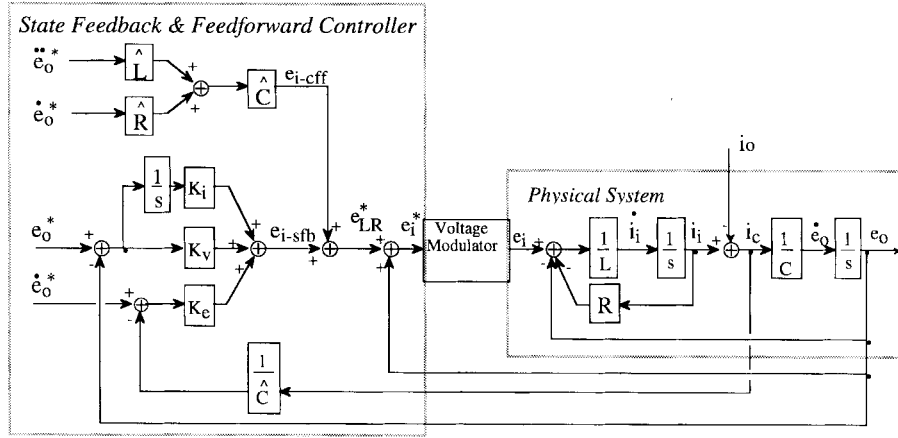 State Feedback & Feedforward Controller
ë_o^*
L̂
+
+
Ĉ
e_i-cff
ė_o^*
R̂
i_o
Physical System
1/s
K_i
e_o^*
+
-
K_v
+
+
+
e_i-sfb
+
+
e_LR^*
+
+
e_i^*
Voltage
Modulator
e_i
+
-
-
1/L
i̇_i
1/s
i_i
+
-
i_c
1/C
ė_o
1/s
e_o
R
ė_o^*
+
-
K_e
1/Ĉ